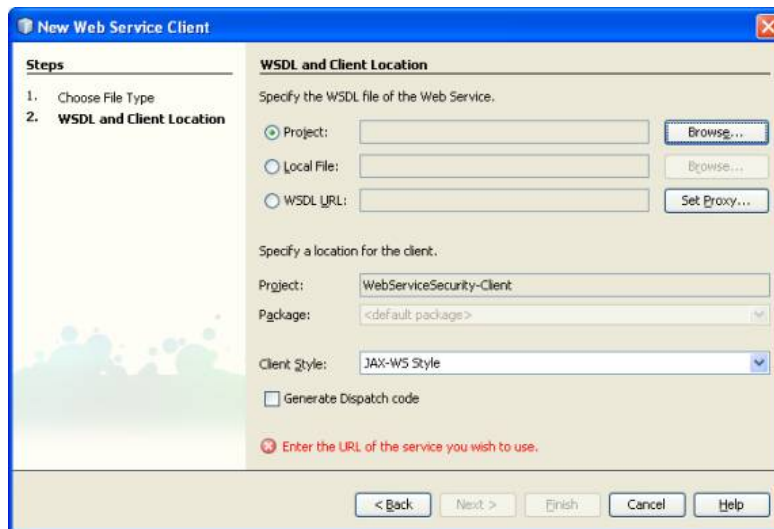 New Web Service Client
Steps
1. Choose File Type
2. WSDL and Client Location
WSDL and Client Location
Specify the WSDL file of the Web Service.
Project: Browse...
Local File: Browse...
WSDL URL: Set Proxy...
Specify a location for the client.
Project: WebServiceSecurity-Client
Package: <default package>
Client Style: JAX-WS Style
Generate Dispatch code
Enter the URL of the service you wish to use.
< Back Next > Finish Cancel Help